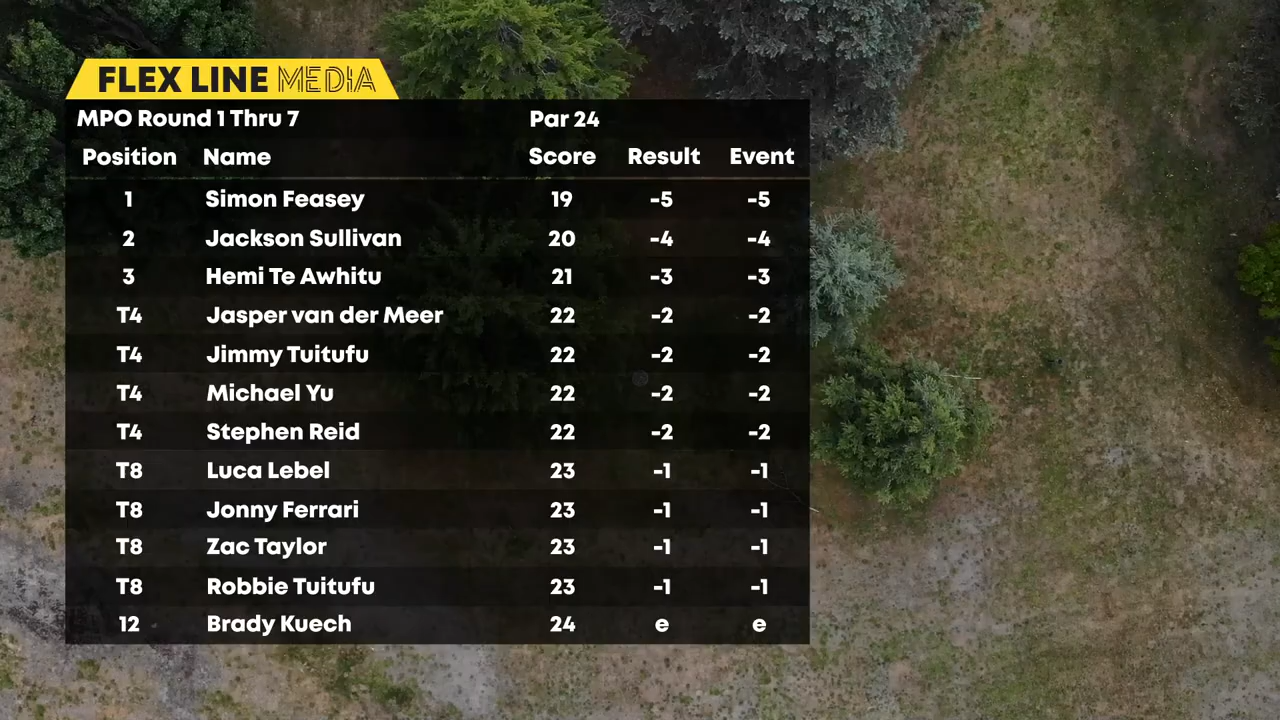 FLEX LINE MEDIA
MPO Round 1 Thru 7 Par 24
Position Name Score Result Event
1 Simon Feasey 19 -5 -5
2 Jackson Sullivan 20 -4 -4
3 Hemi Te Awhitu 21 -3 -3
T4 Jasper van der Meer 22 -2 -2
T4 Jimmy Tuitufu 22 -2 -2
T4 Michael Yu 22 -2 -2
T4 Stephen Reid 22 -2 -2
T8 Luca Lebel 23 -1 -1
T8 Jonny Ferrari 23 -1 -1
T8 Zac Taylor 23 -1 -1
T8 Robbie Tuitufu 23 -1 -1
12 Brady Kuech 24 e e